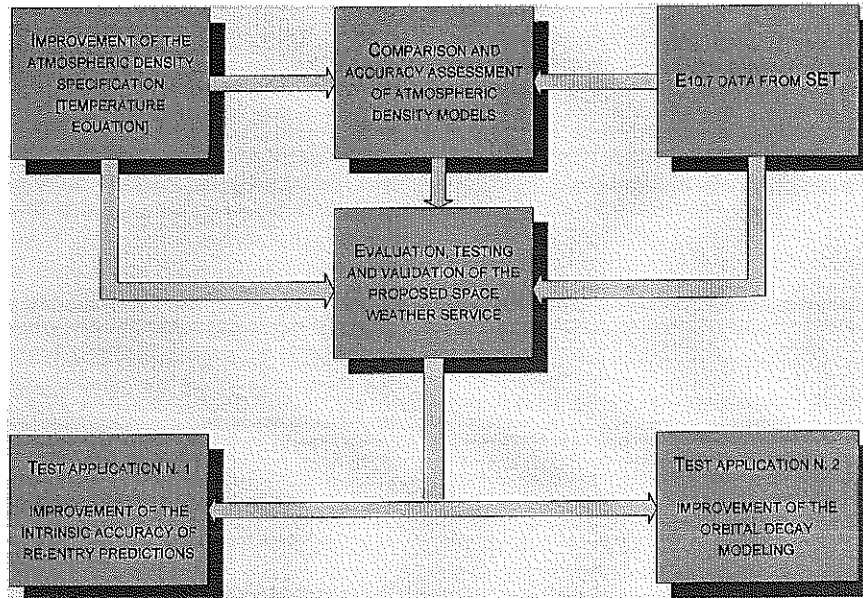 IMPROVEMENT OF THE
ATMOSPHERIC DENSITY
SPECIFICATION
[TEMPERATURE
EQUATION]
COMPARISON AND
ACCURACY ASSESSMENT
OF ATMOSPHERIC
DENSITY MODELS
E10.7 DATA FROM SET
EVALUATION, TESTING
AND VALIDATION OF THE
PROPOSED SPACE
WEATHER SERVICE
TEST APPLICATION N. 1
IMPROVEMENT OF THE
INTRINSIC ACCURACY OF
RE-ENTRY PREDICTIONS
TEST APPLICATION N. 2
IMPROVEMENT OF THE
ORBITAL DECAY
MODELING